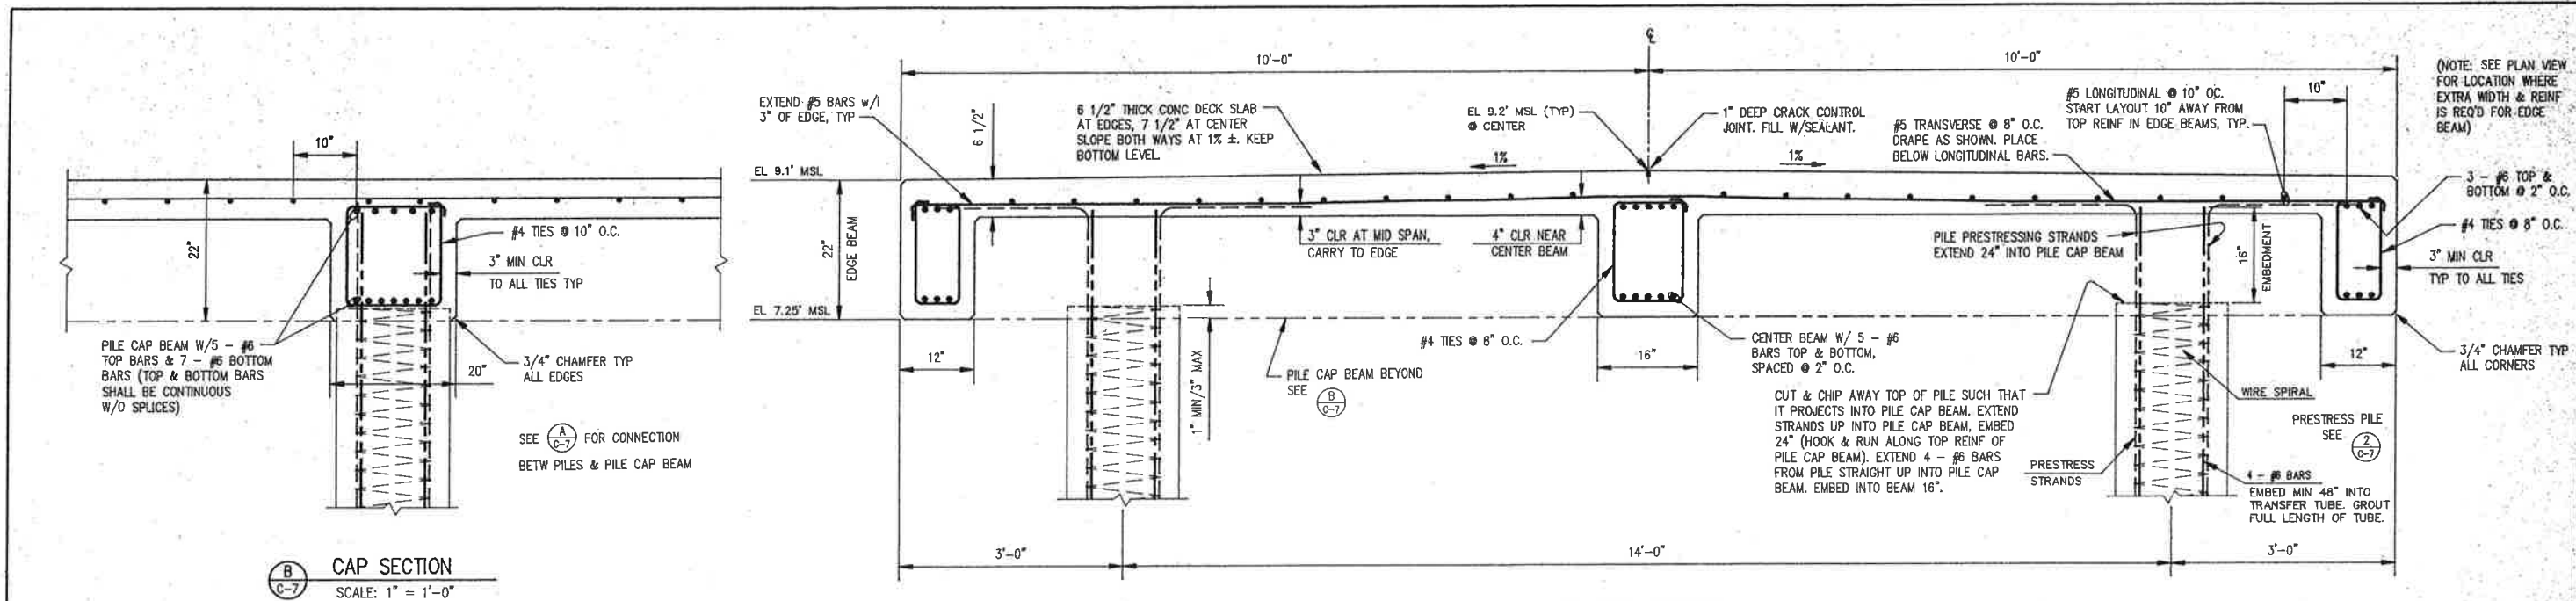 10"
22"
#4 TIES @ 10" O.C.
3" MIN CLR
TO ALL TIES TYP
PILE CAP BEAM W/5 - #6
TOP BARS & 7 - #6 BOTTOM
BARS (TOP & BOTTOM BARS
SHALL BE CONTINUOUS
W/O SPLICES)
20"
3/4" CHAMFER TYP
ALL EDGES
SEE A/C-7 FOR CONNECTION
BETW PILES & PILE CAP BEAM
B
C-7
CAP SECTION
SCALE: 1" = 1'-0"
℄
10'-0"
10'-0"
EXTEND #5 BARS w/i
3" OF EDGE, TYP
6 1/2"
6 1/2" THICK CONC DECK SLAB
AT EDGES, 7 1/2" AT CENTER
SLOPE BOTH WAYS AT 1% ±. KEEP
BOTTOM LEVEL
EL 9.2' MSL (TYP)
@ CENTER
1" DEEP CRACK CONTROL
JOINT. FILL W/SEALANT.
1%
1%
#5 TRANSVERSE @ 8" O.C.
DRAPE AS SHOWN. PLACE
BELOW LONGITUDINAL BARS.
#5 LONGITUDINAL @ 10" OC.
START LAYOUT 10" AWAY FROM
TOP REINF IN EDGE BEAMS, TYP.
10"
(NOTE: SEE PLAN VIEW
FOR LOCATION WHERE
EXTRA WIDTH & REINF
IS REQ'D FOR EDGE
BEAM)
EL 9.1' MSL
22"
EDGE BEAM
EL 7.25' MSL
3" CLR AT MID SPAN,
CARRY TO EDGE
4" CLR NEAR
CENTER BEAM
PILE PRESTRESSING STRANDS
EXTEND 24" INTO PILE CAP BEAM
16"
EMBEDMENT
3 - #6 TOP &
BOTTOM @ 2" O.C.
#4 TIES @ 8" O.C.
3" MIN CLR
TYP TO ALL TIES
12"
1" MIN/3" MAX
PILE CAP BEAM BEYOND
SEE B/C-7
#4 TIES @ 8" O.C.
16"
CENTER BEAM W/ 5 - #6
BARS TOP & BOTTOM,
SPACED @ 2" O.C.
CUT & CHIP AWAY TOP OF PILE SUCH THAT
IT PROJECTS INTO PILE CAP BEAM. EXTEND
STRANDS UP INTO PILE CAP BEAM, EMBED
24" (HOOK & RUN ALONG TOP REINF OF
PILE CAP BEAM). EXTEND 4 - #6 BARS
FROM PILE STRAIGHT UP INTO PILE CAP
BEAM. EMBED INTO BEAM 16".
PRESTRESS
STRANDS
12"
3/4" CHAMFER TYP
ALL CORNERS
WIRE SPIRAL
PRESTRESS PILE
SEE 2/C-7
4 - #6 BARS
EMBED MIN 48" INTO
TRANSFER TUBE. GROUT
FULL LENGTH OF TUBE.
3'-0"
14'-0"
3'-0"